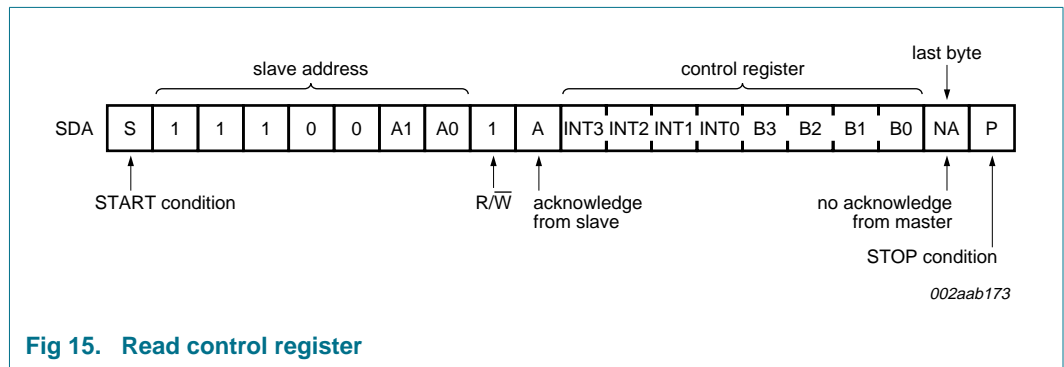 last byte
slave address control register
SDA S 1 1 1 0 0 A1 A0 1 A INT3 INT2 INT1 INT0 B3 B2 B1 B0 NA P
START condition R/W̅ acknowledge from slave no acknowledge from master
STOP condition
002aab173
Fig 15. Read control register